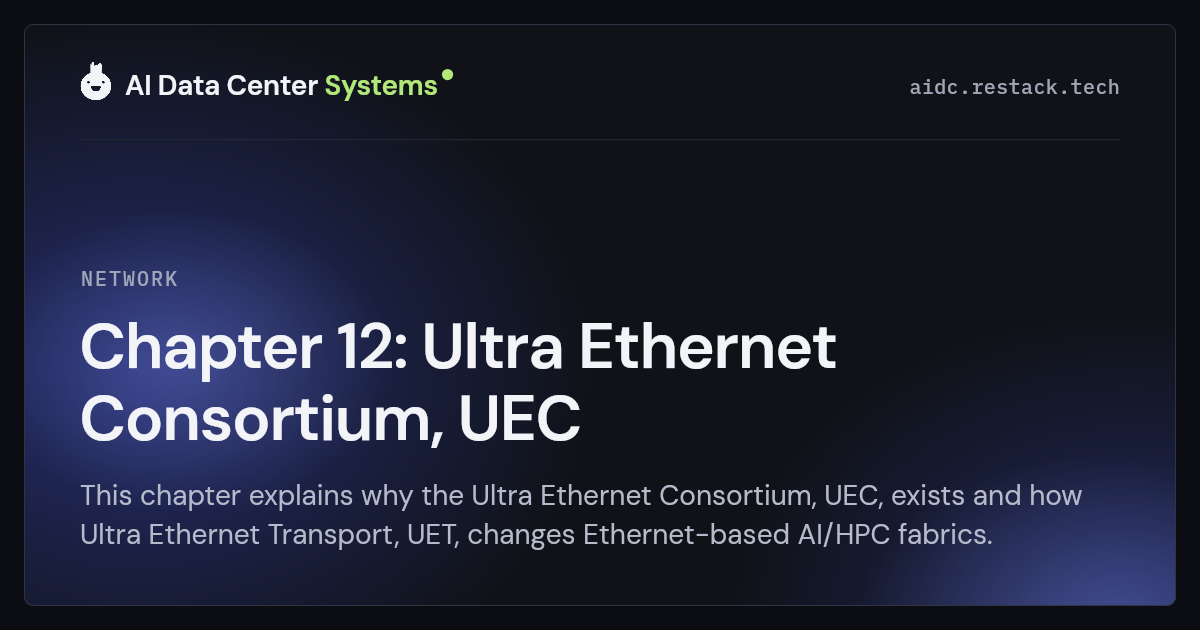 AI Data Center Systems
aidc.restack.tech
NETWORK
Chapter 12: Ultra Ethernet
Consortium, UEC
This chapter explains why the Ultra Ethernet Consortium, UEC, exists and how
Ultra Ethernet Transport, UET, changes Ethernet-based AI/HPC fabrics.